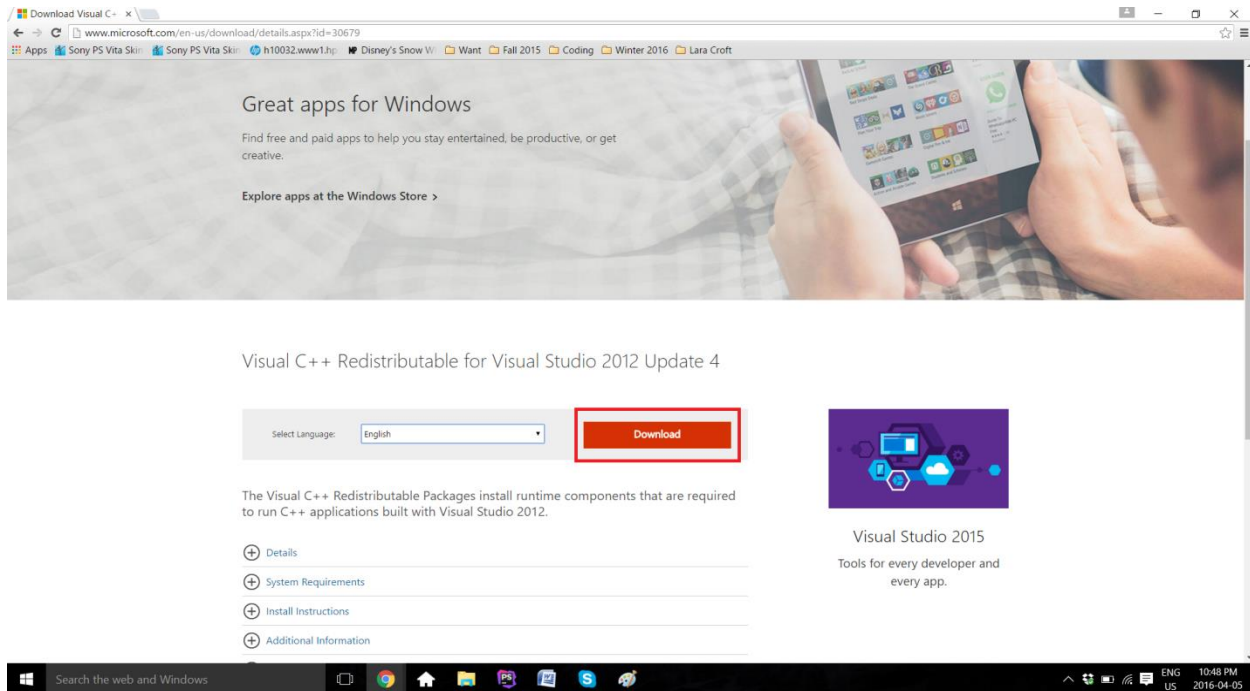 Download Visual C+
www.microsoft.com/en-us/download/details.aspx?id=30679
Apps Sony PS Vita Skin Sony PS Vita Skin h10032.www1.hp Disney's Snow W Want Fall 2015 Coding Winter 2016 Lara Croft
Great apps for Windows
Find free and paid apps to help you stay entertained, be productive, or get
creative.
Explore apps at the Windows Store >
Visual C++ Redistributable for Visual Studio 2012 Update 4
Select Language: English Download
The Visual C++ Redistributable Packages install runtime components that are required
to run C++ applications built with Visual Studio 2012.
Details
System Requirements
Install Instructions
Additional Information
Visual Studio 2015
Tools for every developer and
every app.
Search the web and Windows
ENG
US
10:48 PM
2016-04-05